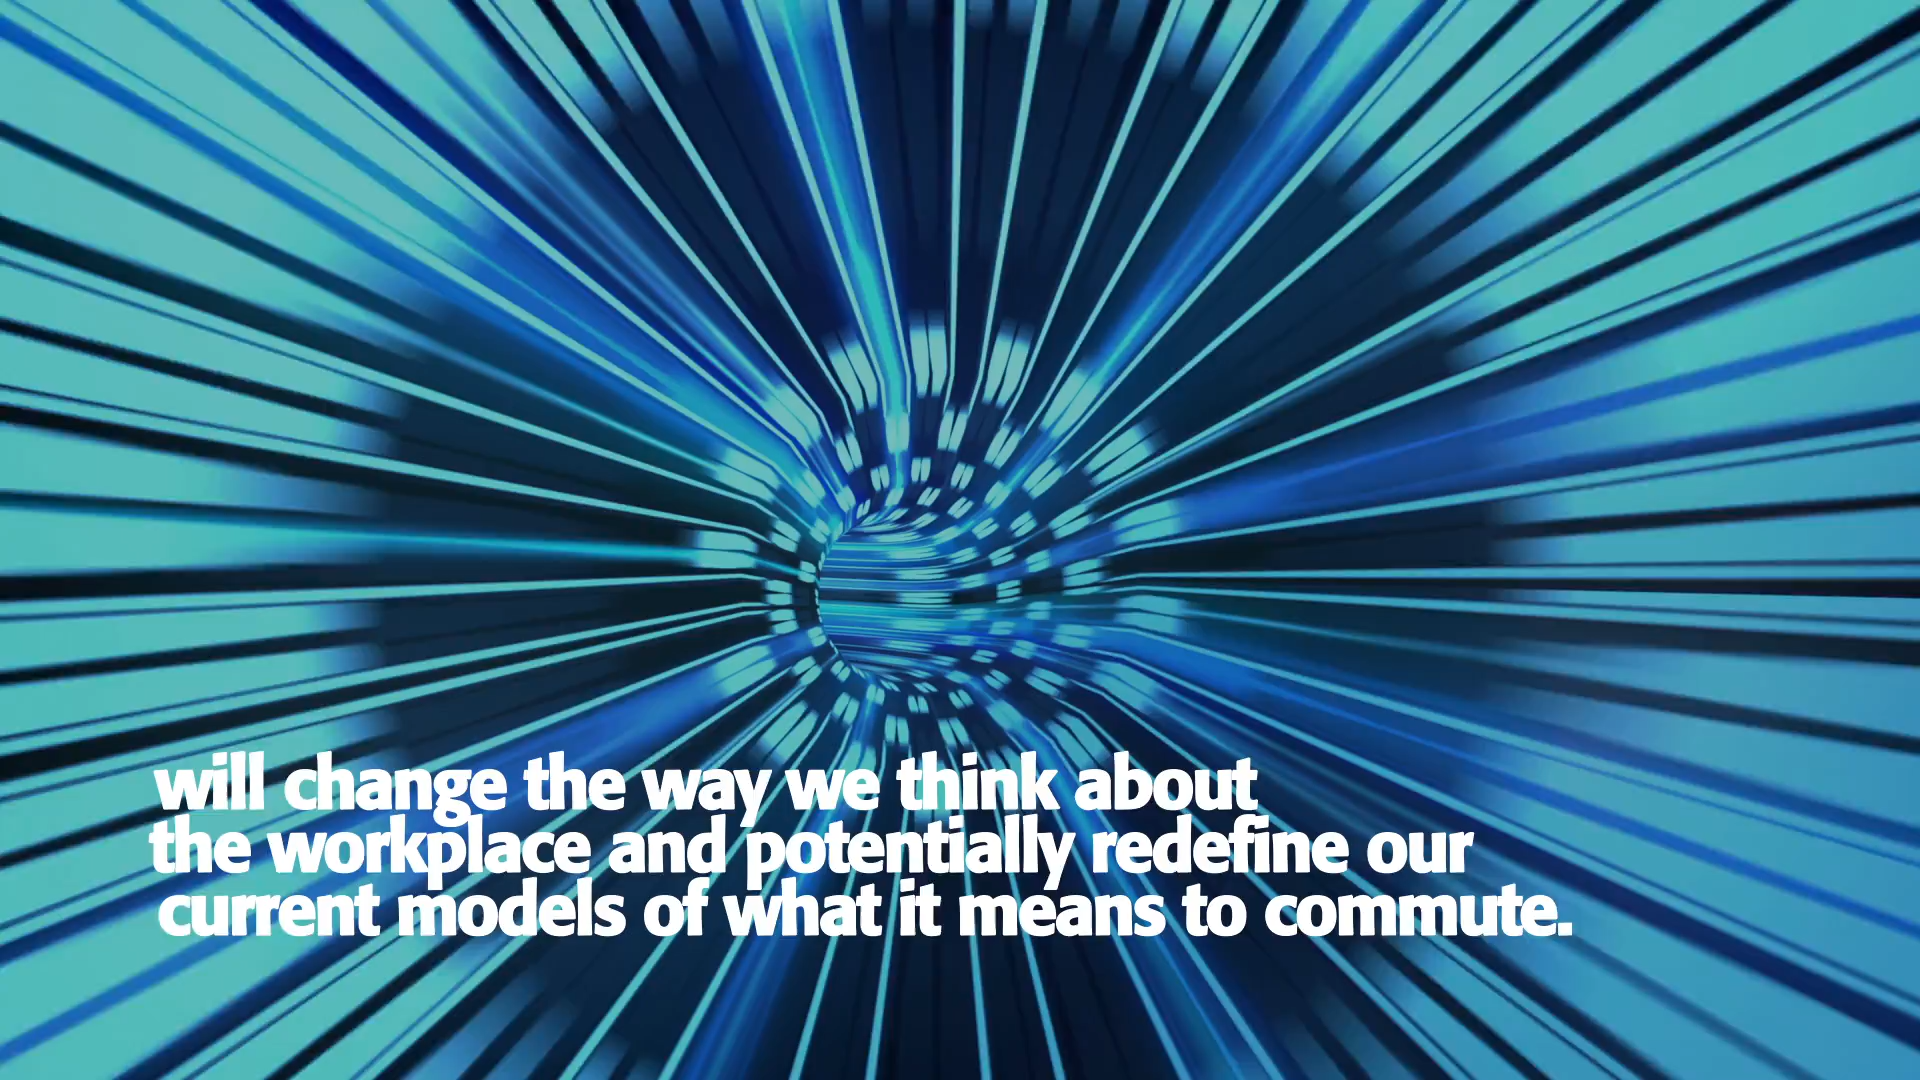 will change the way we think about
the workplace and potentially redefine our
current models of what it means to commute.